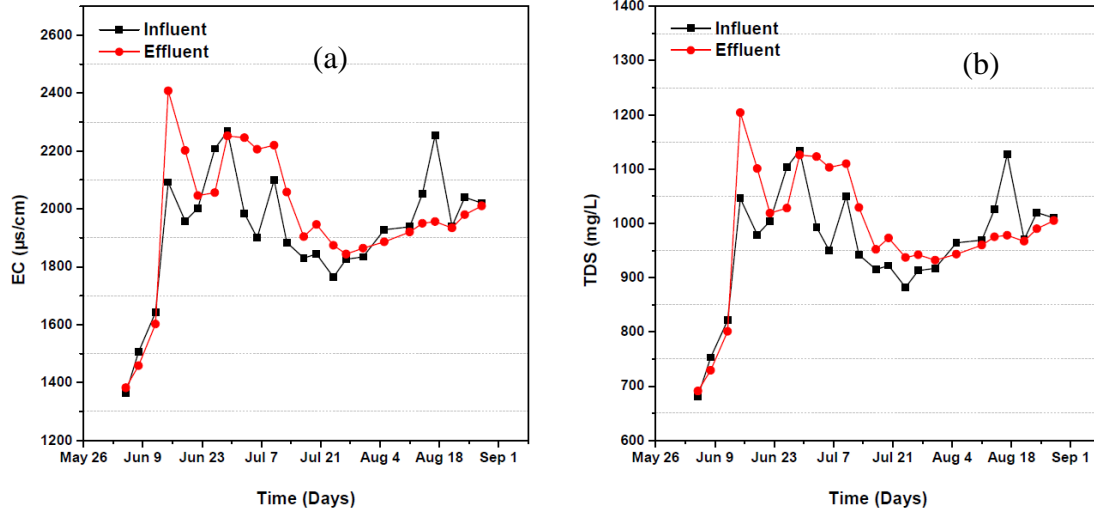 Influent
Effluent
(a)
2600
2400
2200
2000
1800
1600
1400
1200
EC (µs/cm)
May 26 Jun 9 Jun 23 Jul 7 Jul 21 Aug 4 Aug 18 Sep 1
Time (Days)
Influent
Effluent
(b)
1400
1300
1200
1100
1000
900
800
700
600
TDS (mg/L)
May 26 Jun 9 Jun 23 Jul 7 Jul 21 Aug 4 Aug 18 Sep 1
Time (Days)